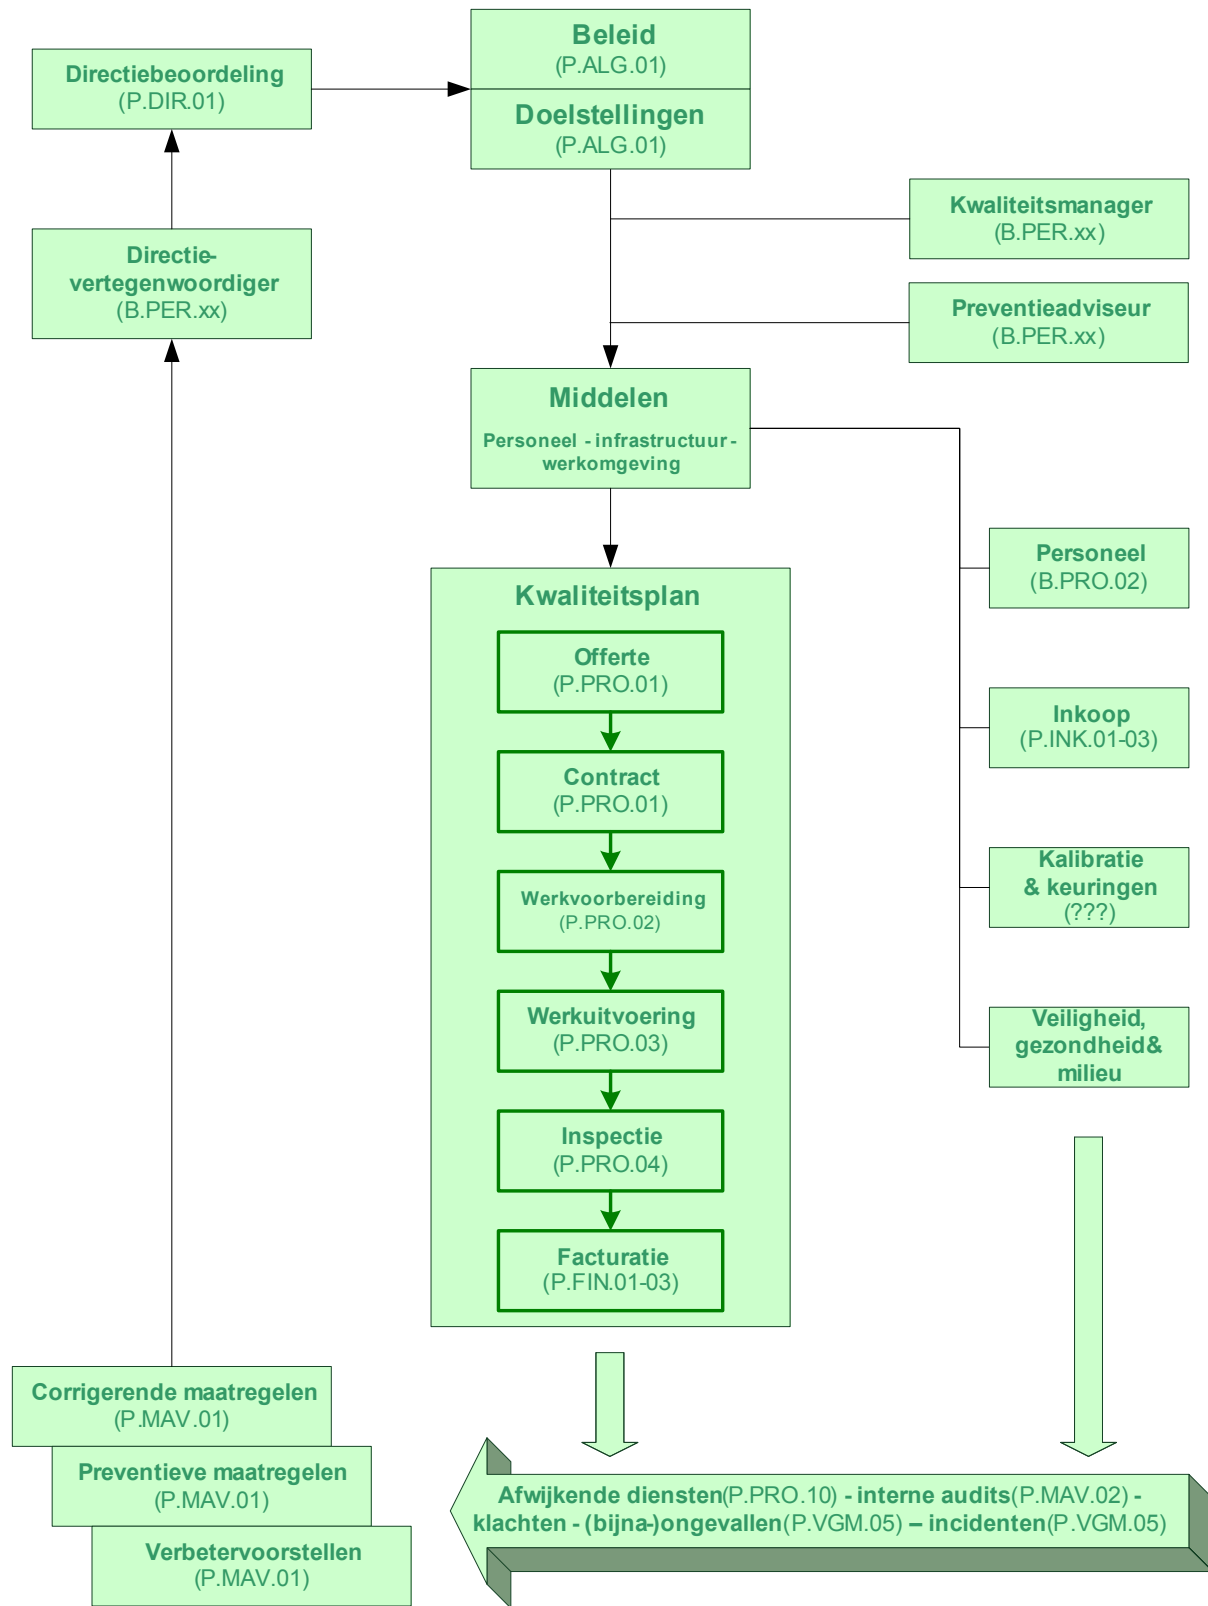 Beleid
(P.ALG.01)
Directiebeoordeling
(P.DIR.01)
Doelstellingen
(P.ALG.01)
Kwaliteitsmanager
(B.PER.xx)
Directie-
vertegenwoordiger
(B.PER.xx)
Preventieadviseur
(B.PER.xx)
Middelen
Personeel - infrastructuur -
werkomgeving
Personeel
(B.PRO.02)
Kwaliteitsplan
Offerte
(P.PRO.01)
Inkoop
(P.INK.01-03)
Contract
(P.PRO.01)
Kalibratie
& keuringen
(???)
Werkvoorbereiding
(P.PRO.02)
Werkuitvoering
(P.PRO.03)
Veiligheid,
gezondheid&
milieu
Inspectie
(P.PRO.04)
Facturatie
(P.FIN.01-03)
Corrigerende maatregelen
(P.MAV.01)
Preventieve maatregelen
(P.MAV.01)
Verbetervoorstellen
(P.MAV.01)
Afwijkende diensten(P.PRO.10) - interne audits(P.MAV.02) -
klachten - (bijna-)ongevallen(P.VGM.05) – incidenten(P.VGM.05)